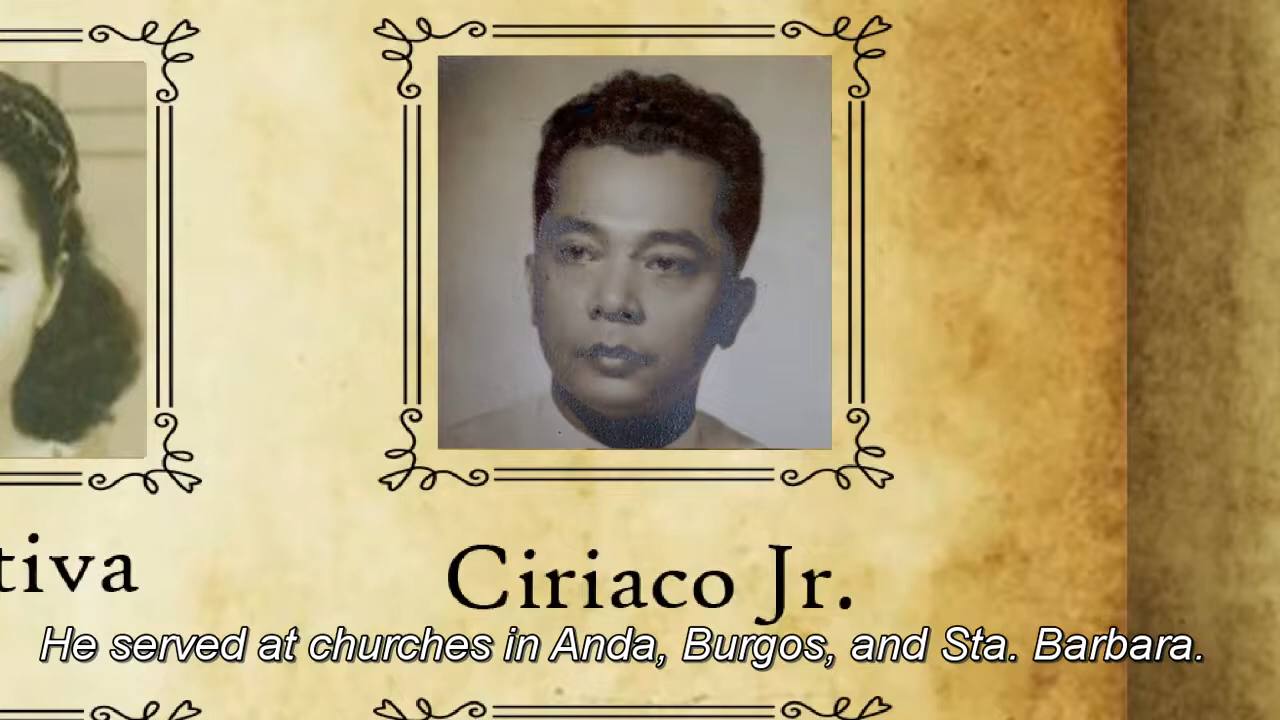 tiva
Ciriaco Jr.
He served at churches in Anda, Burgos, and Sta. Barbara.